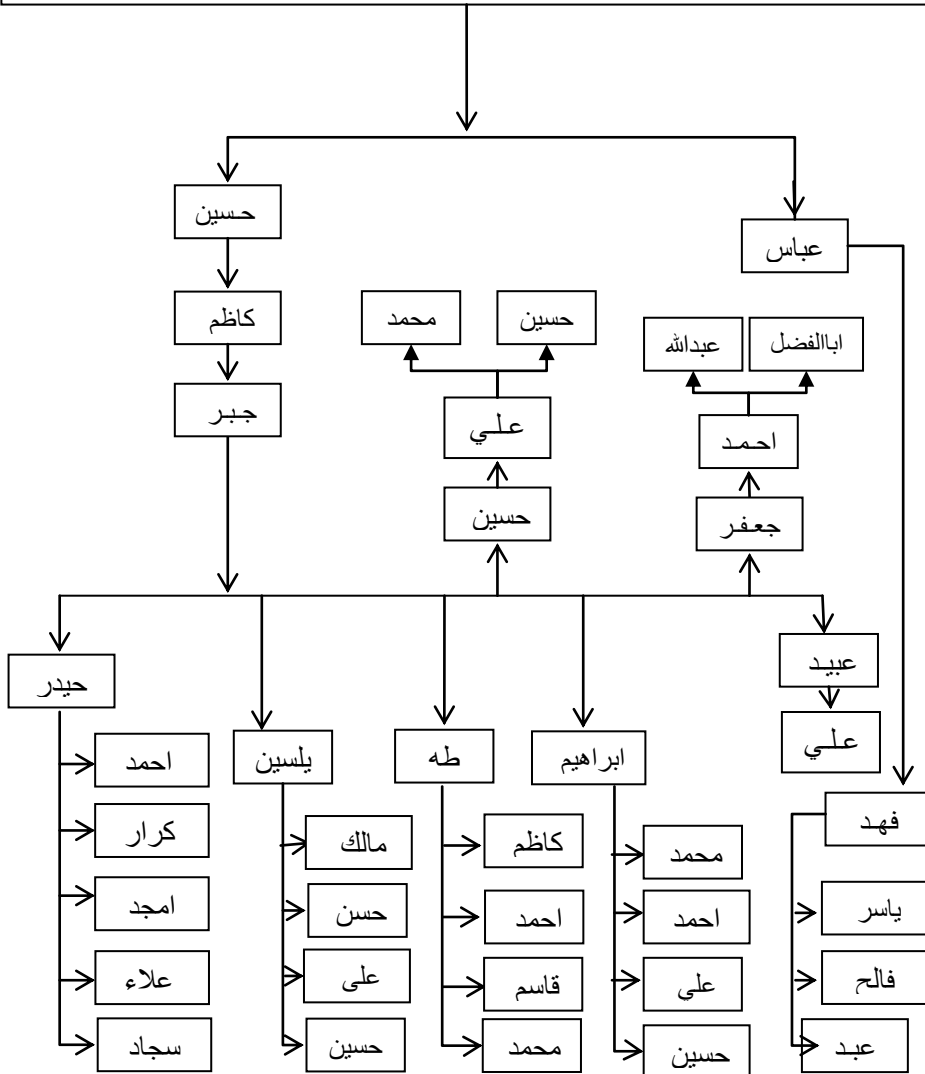 حسين
عباس
كاظم
محمد
حسين
عبدالله
اباالفضل
جبر
علي
احمد
حسين
جعفر
عبيد
حيدر
علي
يلسين
طه
ابراهيم
احمد
فهد
كرار
مالك
كاظم
محمد
امجد
حسن
احمد
احمد
ياسر
علاء
على
قاسم
علي
فالح
سجاد
حسين
محمد
حسين
عبد